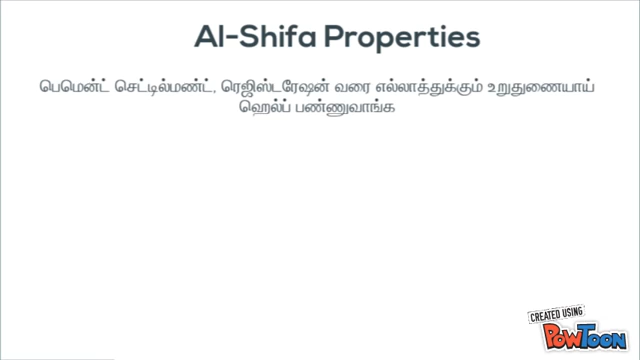 Al-Shifa Properties
பெமென்ட் செட்டில்மண்ட், ரெஜிஸ்டரேஷன் வரை எல்லாத்துக்கும் உறுதுணையாய்
ஹெல்ப் பண்ணுவாங்க
CREATED USING
POWTOON